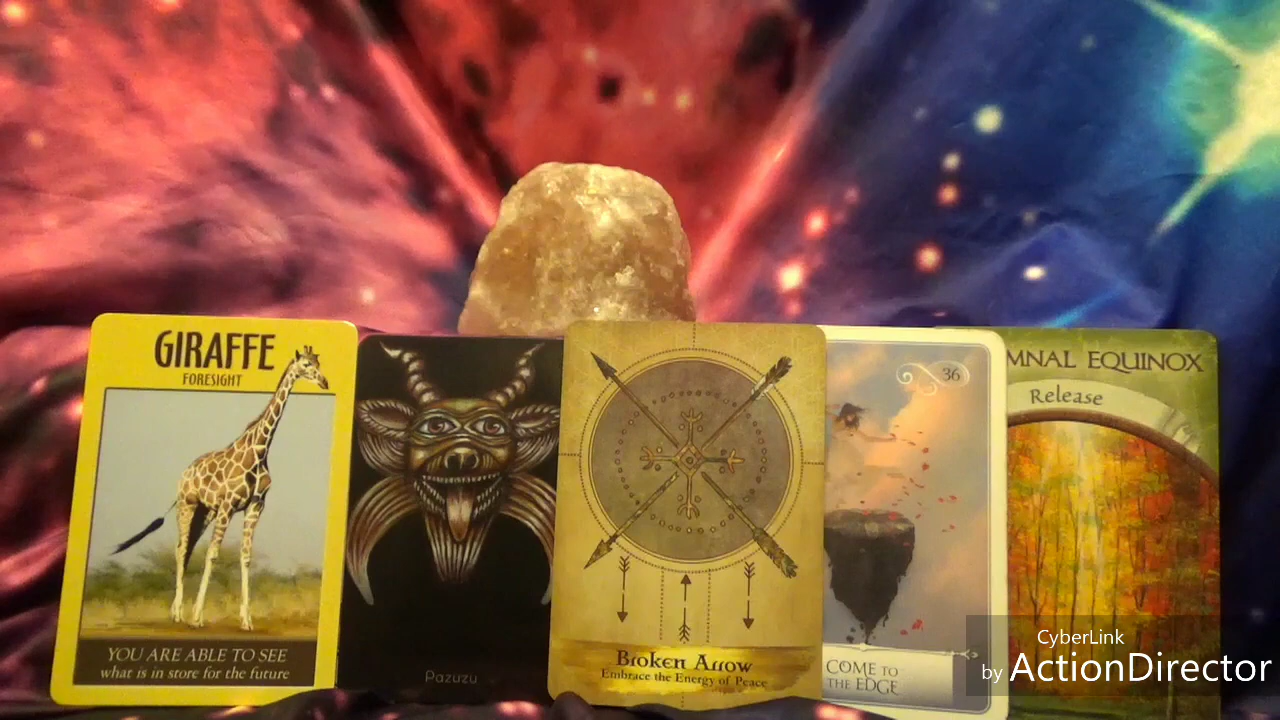 GIRAFFE
FORESIGHT
YOU ARE ABLE TO SEE
what is in store for the future
Pazuzu
Broken Arrow
Embrace the Energy of Peace
36
COME TO
THE EDGE
MNAL EQUINOX
Release
CyberLink
by ActionDirector